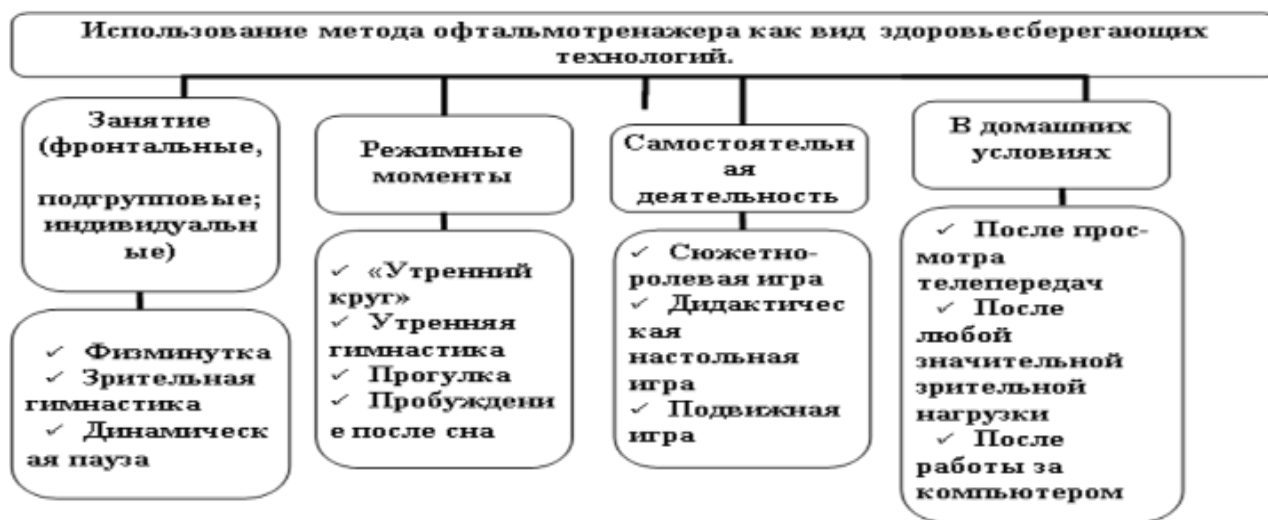 Использование метода офтальмотренажера как вид здоровьесберегающих
технологий.
Занятие
(фронтальные,
подгрупповые;
индивидуальн
ые)
✓ Физминутка
✓ Зрительная
гимнастика
✓ Динамическ
ая пауза
Режимные
моменты
✓ «Утренний
круг»
✓ Утренняя
гимнастика
✓ Прогулка
✓ Пробуждени
е после сна
Самостоятельн
ая
деятельность
✓ Сюжетно-
ролевая игра
✓ Дидактичес
кая
настольная
игра
✓ Подвижная
игра
В домашних
условиях
✓ После прос-
мотра
телепередач
✓ После
любой
значительной
зрительной
нагрузки
✓ После
работы за
компьютером